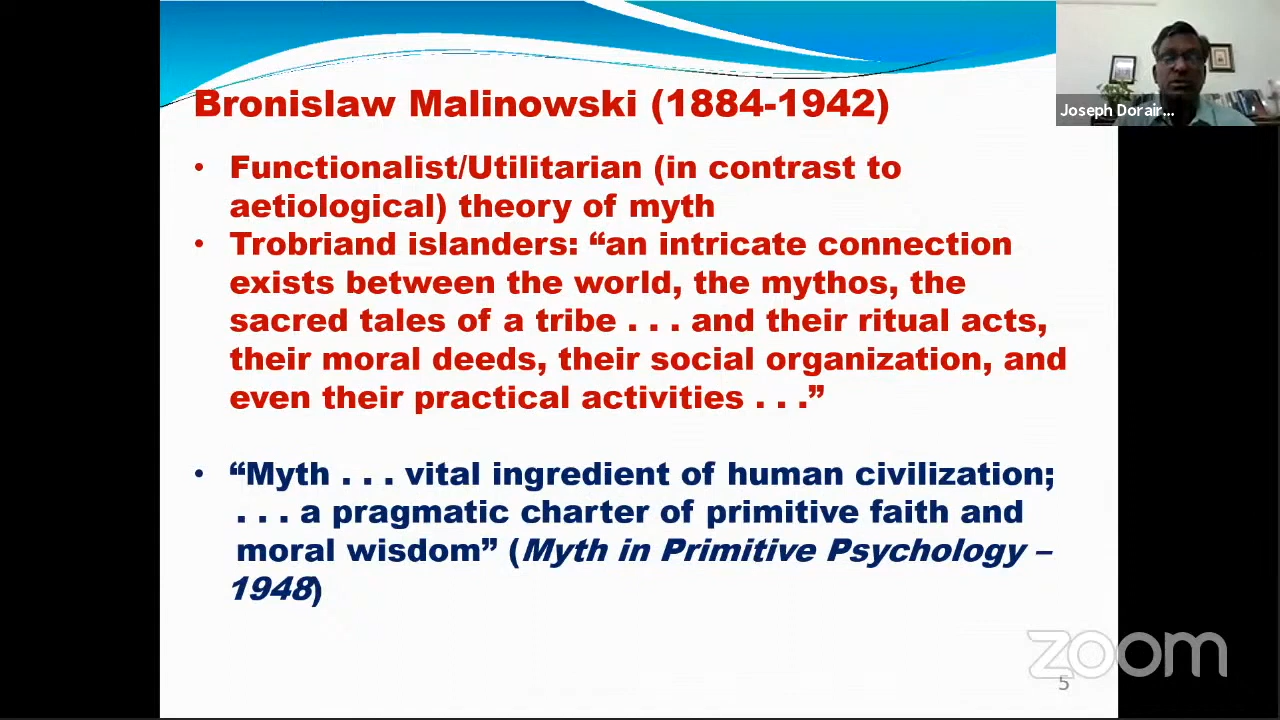 Bronislaw Malinowski (1884-1942)
Joseph Dorair...
• Functionalist/Utilitarian (in contrast to
aetiological) theory of myth
• Trobriand islanders: “an intricate connection
exists between the world, the mythos, the
sacred tales of a tribe . . . and their ritual acts,
their moral deeds, their social organization, and
even their practical activities . . .”
• “Myth . . . vital ingredient of human civilization;
. . . a pragmatic charter of primitive faith and
moral wisdom” (Myth in Primitive Psychology –
1948)
zoom
5